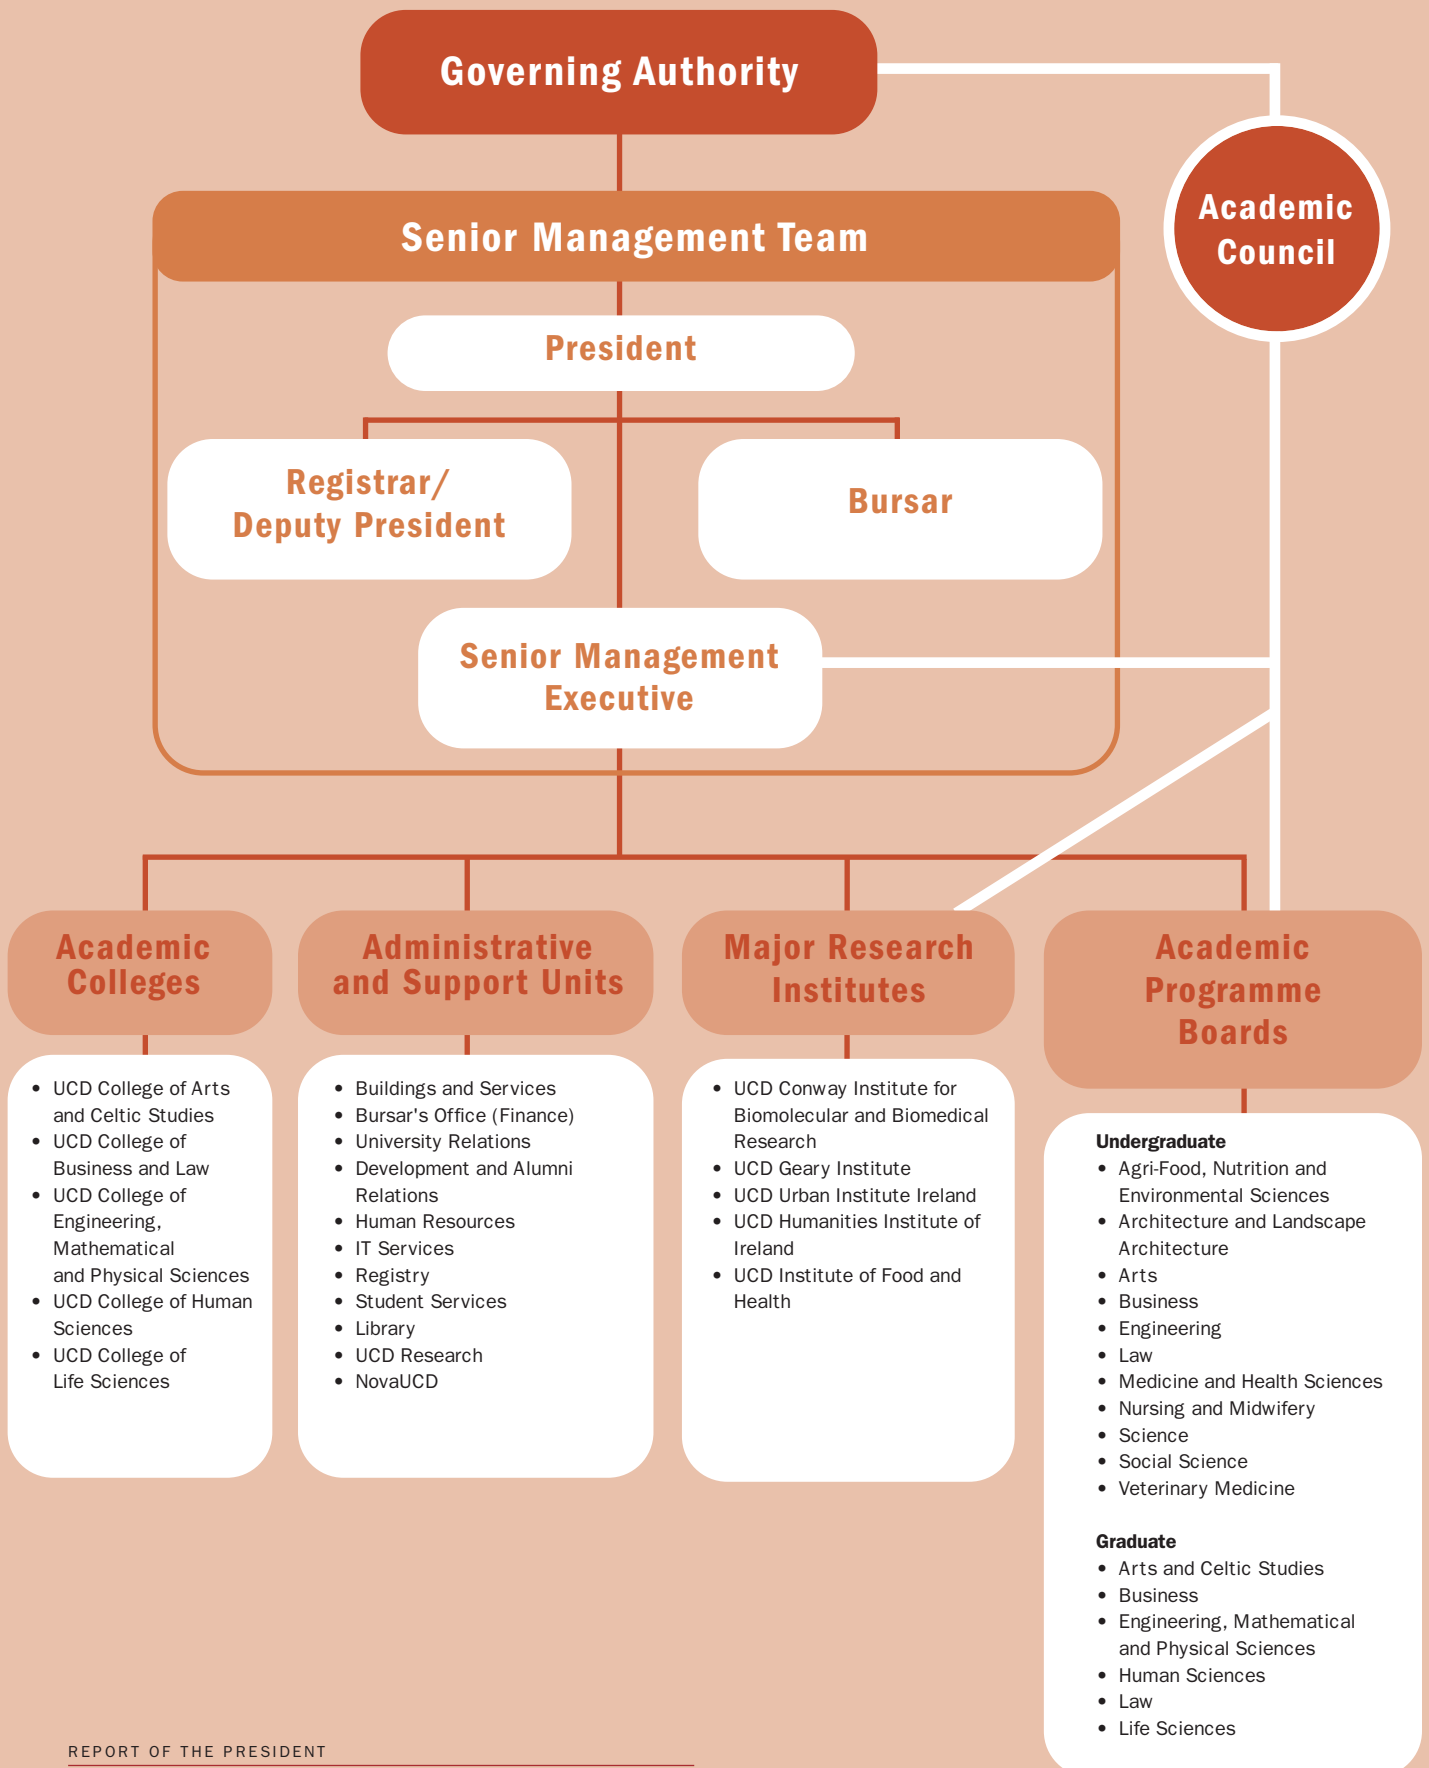 Governing Authority
Academic
Council
Senior Management Team
President
Registrar/
Deputy President
Bursar
Senior Management
Executive
Academic
Colleges
• UCD College of Arts
and Celtic Studies
• UCD College of
Business and Law
• UCD College of
Engineering,
Mathematical
and Physical Sciences
• UCD College of Human
Sciences
• UCD College of
Life Sciences
Administrative
and Support Units
• Buildings and Services
• Bursar's Office (Finance)
• University Relations
• Development and Alumni
Relations
• Human Resources
• IT Services
• Registry
• Student Services
• Library
• UCD Research
• NovaUCD
Major Research
Institutes
• UCD Conway Institute for
Biomolecular and Biomedical
Research
• UCD Geary Institute
• UCD Urban Institute Ireland
• UCD Humanities Institute of
Ireland
• UCD Institute of Food and
Health
Academic
Programme
Boards
Undergraduate
• Agri-Food, Nutrition and
Environmental Sciences
• Architecture and Landscape
Architecture
• Arts
• Business
• Engineering
• Law
• Medicine and Health Sciences
• Nursing and Midwifery
• Science
• Social Science
• Veterinary Medicine
Graduate
• Arts and Celtic Studies
• Business
• Engineering, Mathematical
and Physical Sciences
• Human Sciences
• Law
• Life Sciences
REPORT OF THE PRESIDENT